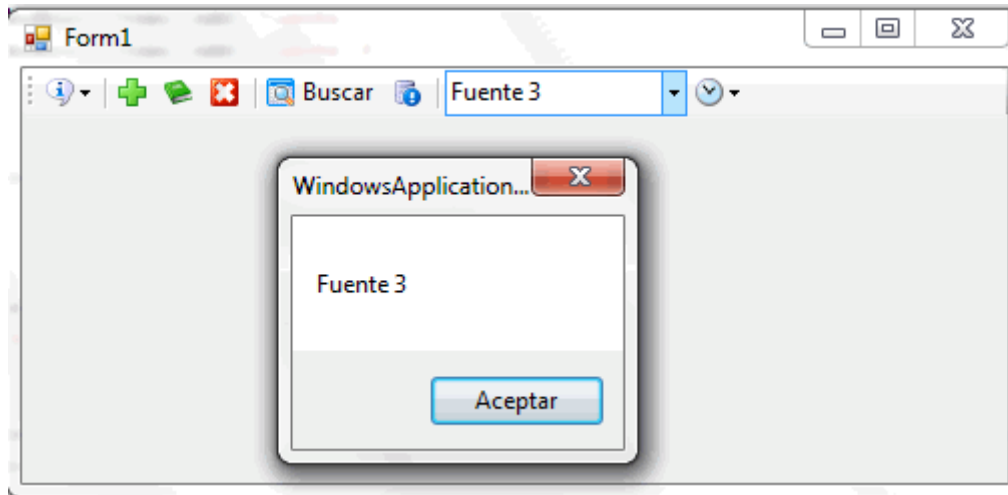 Form1
Buscar
Fuente 3
WindowsApplication...
Fuente 3
Aceptar